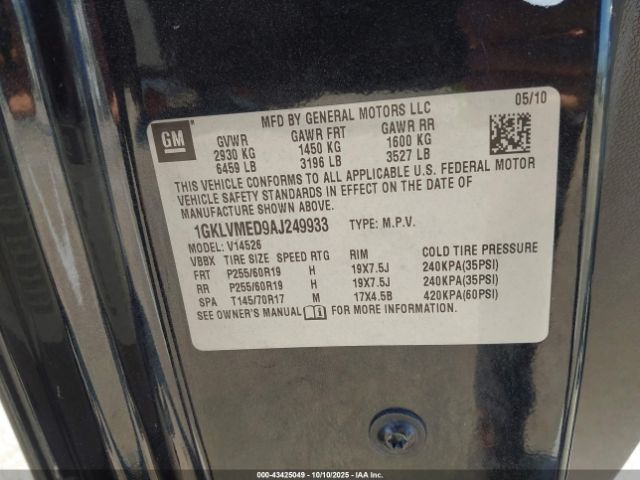 MFD BY GENERAL MOTORS LLC 05/10
GM GVWR GAWR FRT GAWR RR
2930 KG 1450 KG 1600 KG
6459 LB 3196 LB 3527 LB
THIS VEHICLE CONFORMS TO ALL APPLICABLE U.S. FEDERAL MOTOR
VEHICLE SAFETY STANDARDS IN EFFECT ON THE DATE OF
MANUFACTURE SHOWN ABOVE.
1GKLVMED9AJ249933 TYPE: M.P.V.
MODEL: V14526
VBBX TIRE SIZE SPEED RTG RIM COLD TIRE PRESSURE
FRT P255/60R19 H 19X7.5J 240KPA(35PSI)
RR P255/60R19 H 19X7.5J 240KPA(35PSI)
SPA T145/70R17 M 17X4.5B 420KPA(60PSI)
SEE OWNER'S MANUAL FOR MORE INFORMATION
000-43425049 - 10/10/2025 - IAAI.COM